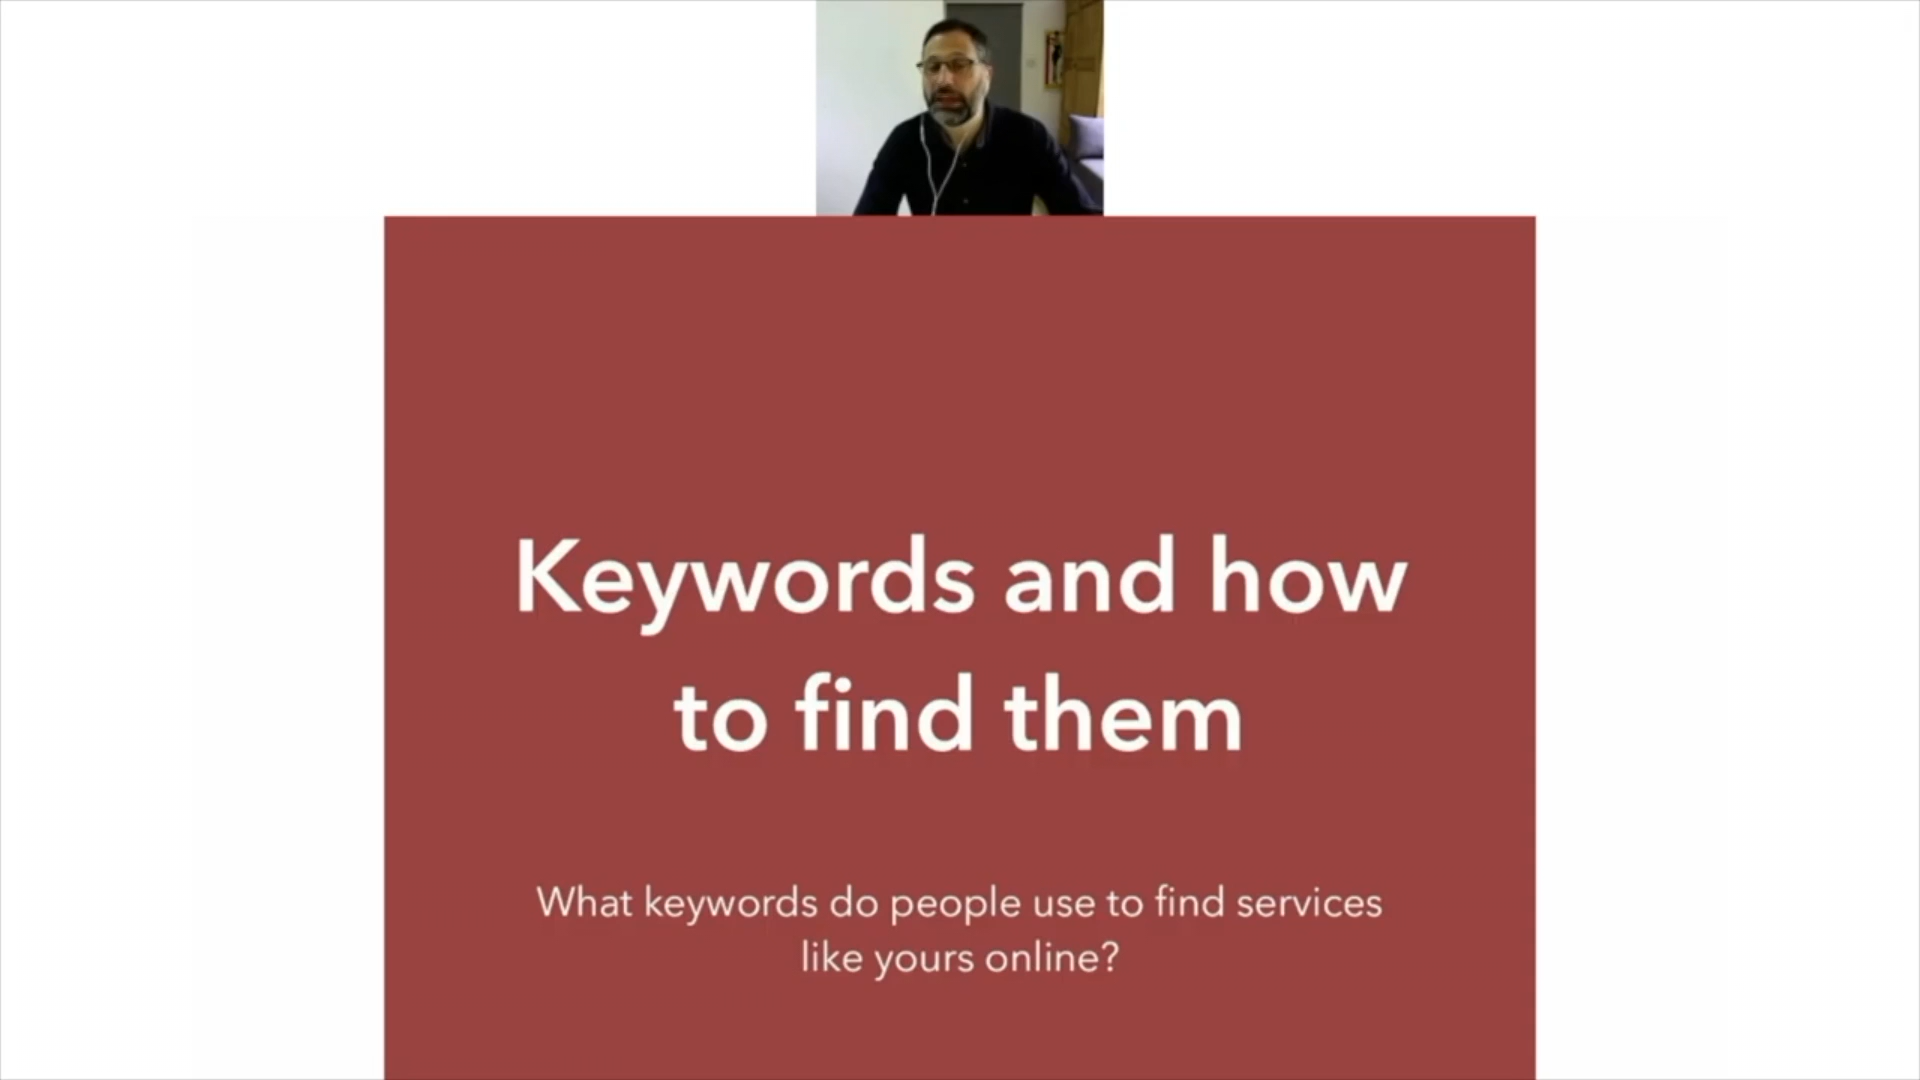 Keywords and how
to find them
What keywords do people use to find services
like yours online?